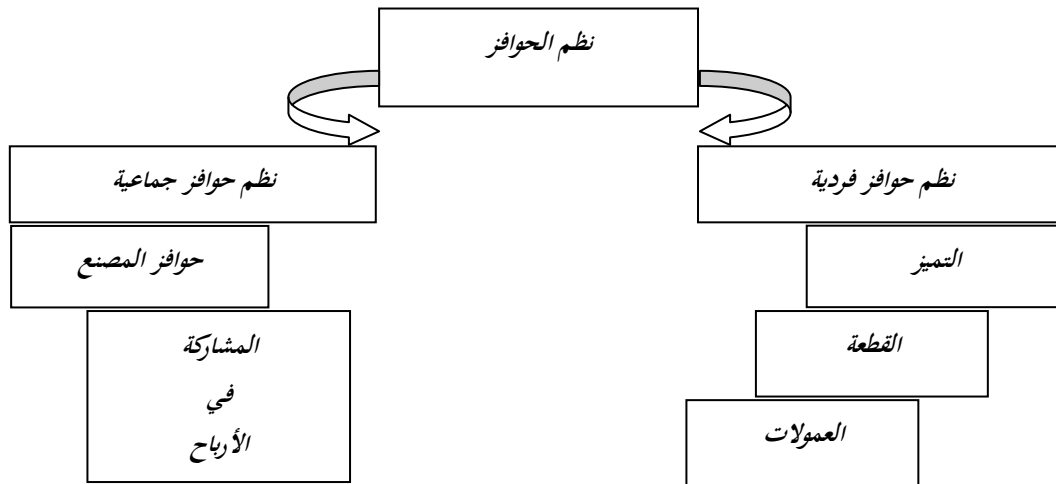 نظم الحوافز
نظم حوافز فردية
نظم حوافز جماعية
التميز
حوافز المصنع
القطعة
المشاركة
في
الأرباح
العمولات